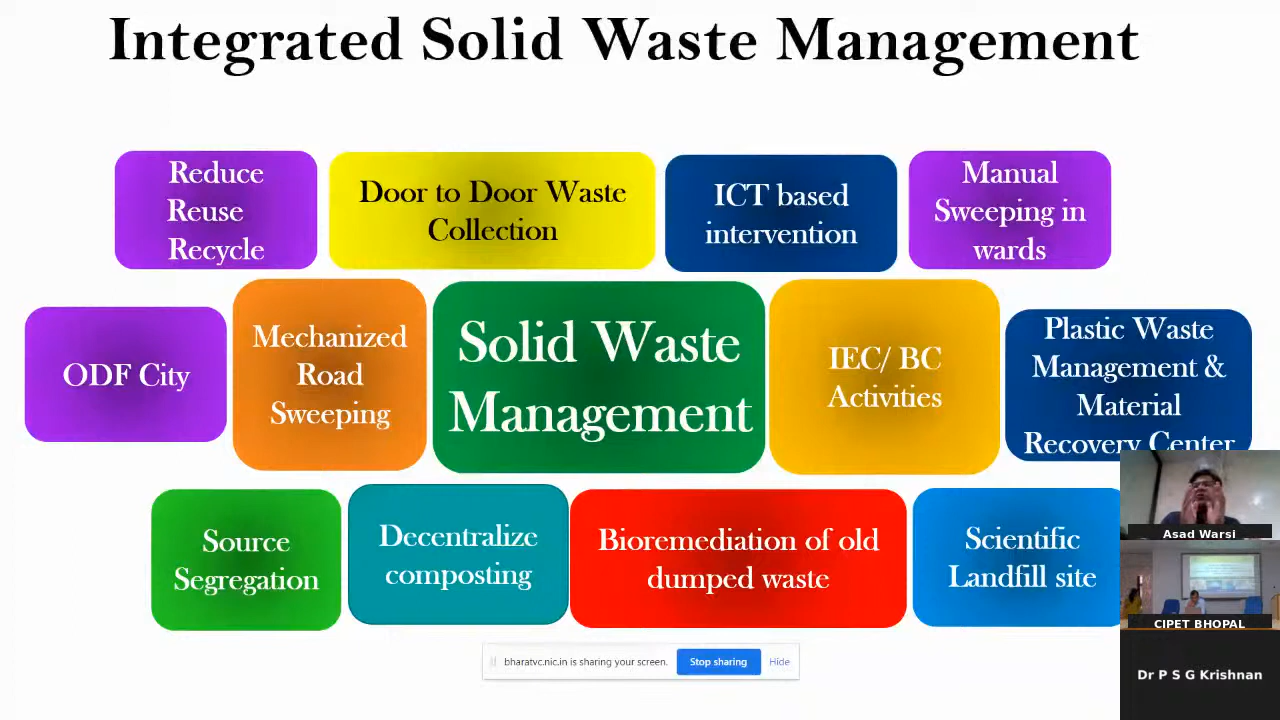 Integrated Solid Waste Management
Reduce
Reuse
Recycle
Door to Door Waste
Collection
ICT based
intervention
Manual
Sweeping in
wards
ODF City
Mechanized
Road
Sweeping
Solid Waste
Management
IEC/ BC
Activities
Plastic Waste
Management &
Material
Recovery Center
Source
Segregation
Decentralize
composting
Bioremediation of old
dumped waste
Scientific
Landfill site
Asad Warsi
CIPET BHOPAL
Dr P S G Krishnan
bharatvc.nic.in is sharing your screen.
Stop sharing
Hide